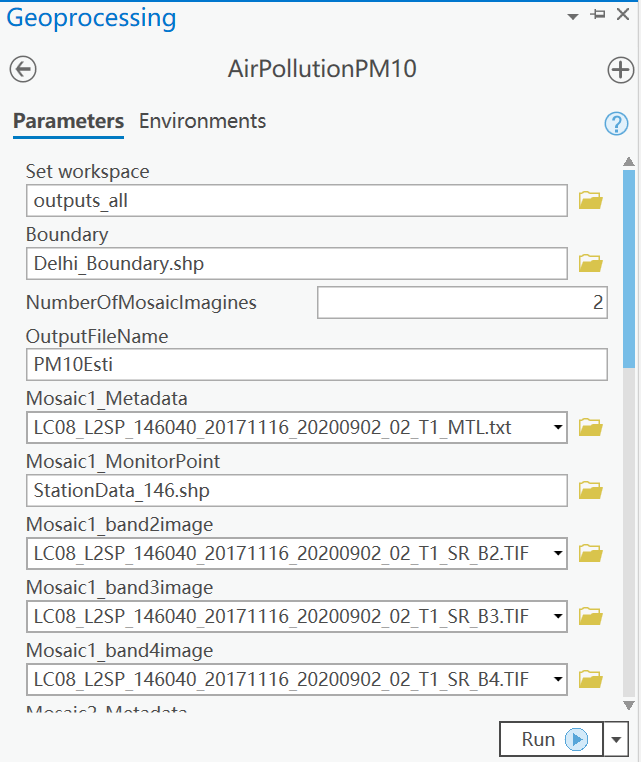 Geoprocessing
AirPollutionPM10
Parameters Environments
Set workspace
outputs_all
Boundary
Delhi_Boundary.shp
NumberOfMosaicImagines 2
OutputFileName
PM10Esti
Mosaic1_Metadata
LC08_L2SP_146040_20171116_20200902_02_T1_MTL.txt
Mosaic1_MonitorPoint
StationData_146.shp
Mosaic1_band2image
LC08_L2SP_146040_20171116_20200902_02_T1_SR_B2.TIF
Mosaic1_band3image
LC08_L2SP_146040_20171116_20200902_02_T1_SR_B3.TIF
Mosaic1_band4image
LC08_L2SP_146040_20171116_20200902_02_T1_SR_B4.TIF
Mosaic2_Metadata
Run